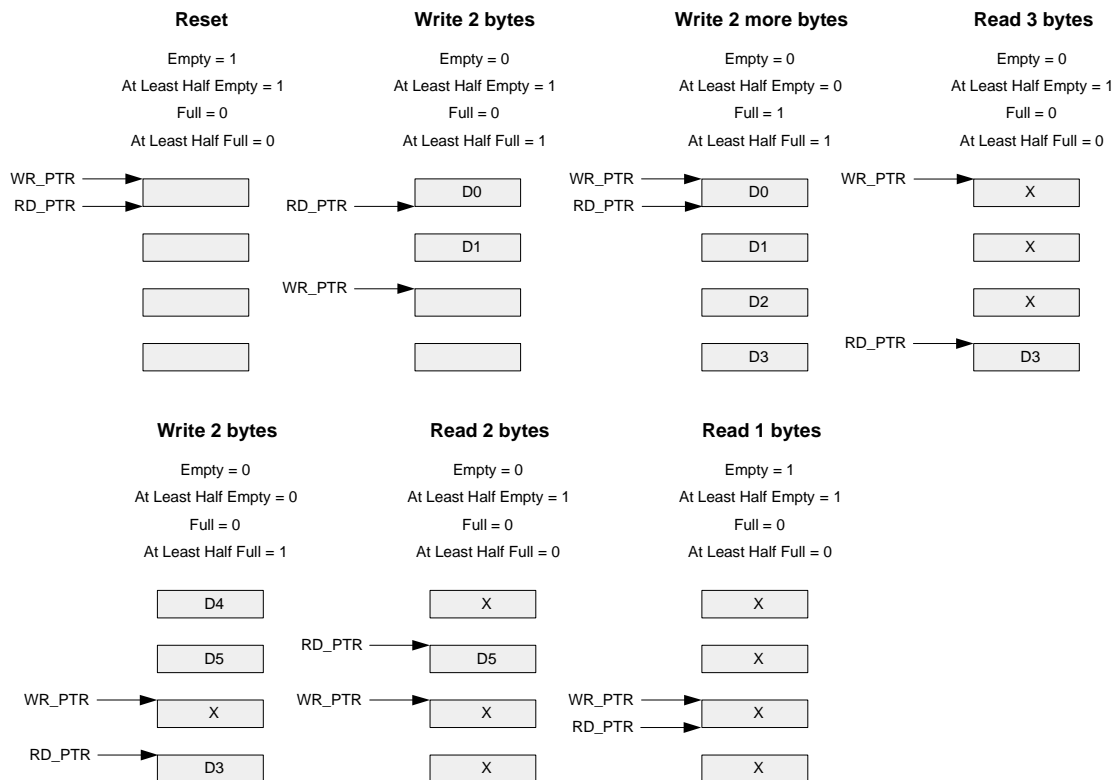 Reset
Empty = 1
At Least Half Empty = 1
Full = 0
At Least Half Full = 0
WR_PTR
RD_PTR
Write 2 bytes
Empty = 0
At Least Half Empty = 1
Full = 0
At Least Half Full = 1
D0
RD_PTR
D1
WR_PTR
Write 2 more bytes
Empty = 0
At Least Half Empty = 0
Full = 1
At Least Half Full = 1
WR_PTR
D0
RD_PTR
D1
D2
D3
Read 3 bytes
Empty = 0
At Least Half Empty = 1
Full = 0
At Least Half Full = 0
WR_PTR
X
X
X
RD_PTR
D3
Write 2 bytes
Empty = 0
At Least Half Empty = 0
Full = 0
At Least Half Full = 1
D4
D5
WR_PTR
X
RD_PTR
D3
Read 2 bytes
Empty = 0
At Least Half Empty = 1
Full = 0
At Least Half Full = 0
X
RD_PTR
D5
WR_PTR
X
X
Read 1 bytes
Empty = 1
At Least Half Empty = 1
Full = 0
At Least Half Full = 0
X
X
WR_PTR
X
RD_PTR
X